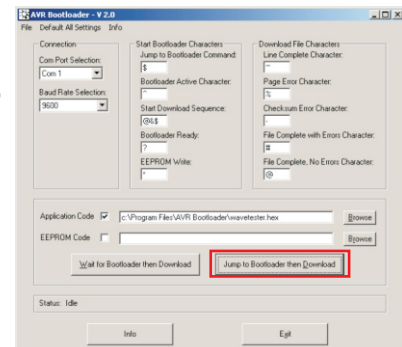 AVR Bootloader - V 2.0
File Default All Settings Info
Connection
Com Port Selection:
Com 1
Baud Rate Selection:
9600
Start Bootloader Characters
Jump to Bootloader Command:
$
Bootloader Active Character:
^
Start Download Sequence:
@&$
Bootloader Ready:
?
EEPROM Write:
Download File Characters
Line Complete Character:
~
Page Error Character:
%
Checksum Error Character:
-
File Complete with Errors Character:
#
File Complete, No Errors Character:
@
Application Code c:\Program Files\AVR Bootloader\wavetester.hex Browse
EEPROM Code Browse
Wait for Bootloader then Download Jump to Bootloader then Download
Status: Idle
Info Exit